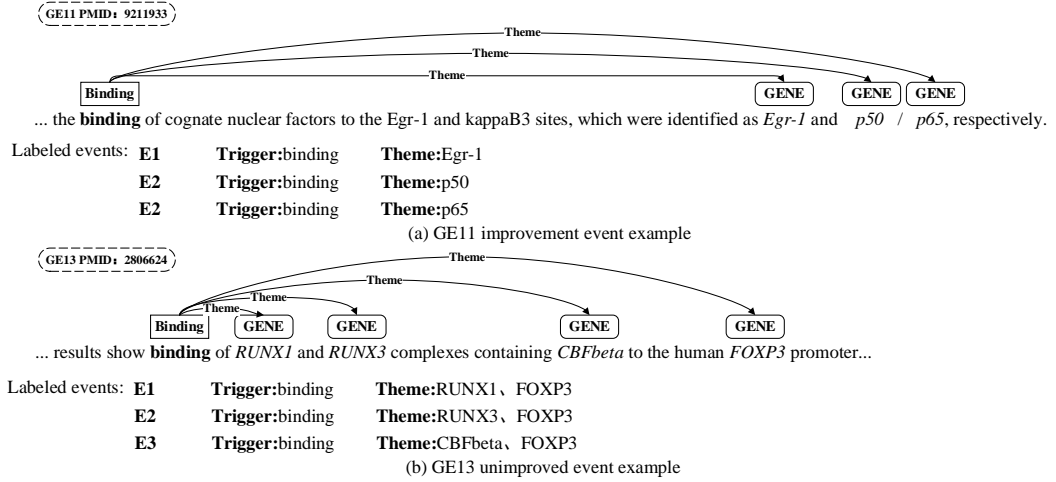 GE11 PMID：9211933
Theme
Theme
Theme
Binding GENE GENE GENE
... the binding of cognate nuclear factors to the Egr-1 and kappaB3 sites, which were identified as Egr-1 and p50 / p65, respectively.
Labeled events: E1 Trigger:binding Theme:Egr-1
E2 Trigger:binding Theme:p50
E2 Trigger:binding Theme:p65
(a) GE11 improvement event example
GE13 PMID：2806624
Theme
Theme
Theme
Theme
Binding GENE GENE GENE GENE
... results show binding of RUNX1 and RUNX3 complexes containing CBFbeta to the human FOXP3 promoter...
Labeled events: E1 Trigger:binding Theme:RUNX1、FOXP3
E2 Trigger:binding Theme:RUNX3、FOXP3
E3 Trigger:binding Theme:CBFbeta、FOXP3
(b) GE13 unimproved event example